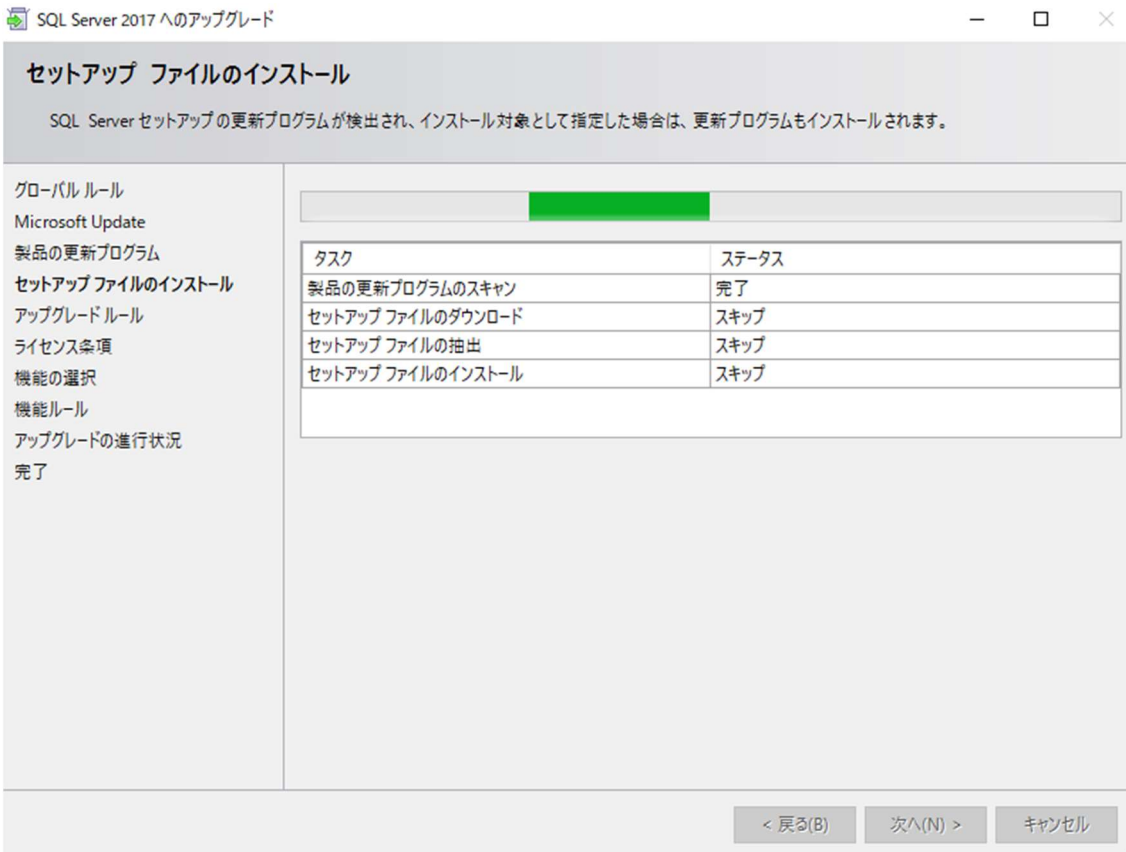 SQL Server 2017 へのアップグレード
セットアップ ファイルのインストール
SQL Server セットアップの更新プログラムが検出され、インストール対象として指定した場合は、更新プログラムもインストールされます。
グローバル ルール
Microsoft Update
製品の更新プログラム
セットアップ ファイルのインストール
アップグレード ルール
ライセンス条項
機能の選択
機能ルール
アップグレードの進行状況
完了
タスク ステータス
製品の更新プログラムのスキャン 完了
セットアップ ファイルのダウンロード スキップ
セットアップ ファイルの抽出 スキップ
セットアップ ファイルのインストール スキップ
< 戻る(B) 次へ(N) > キャンセル